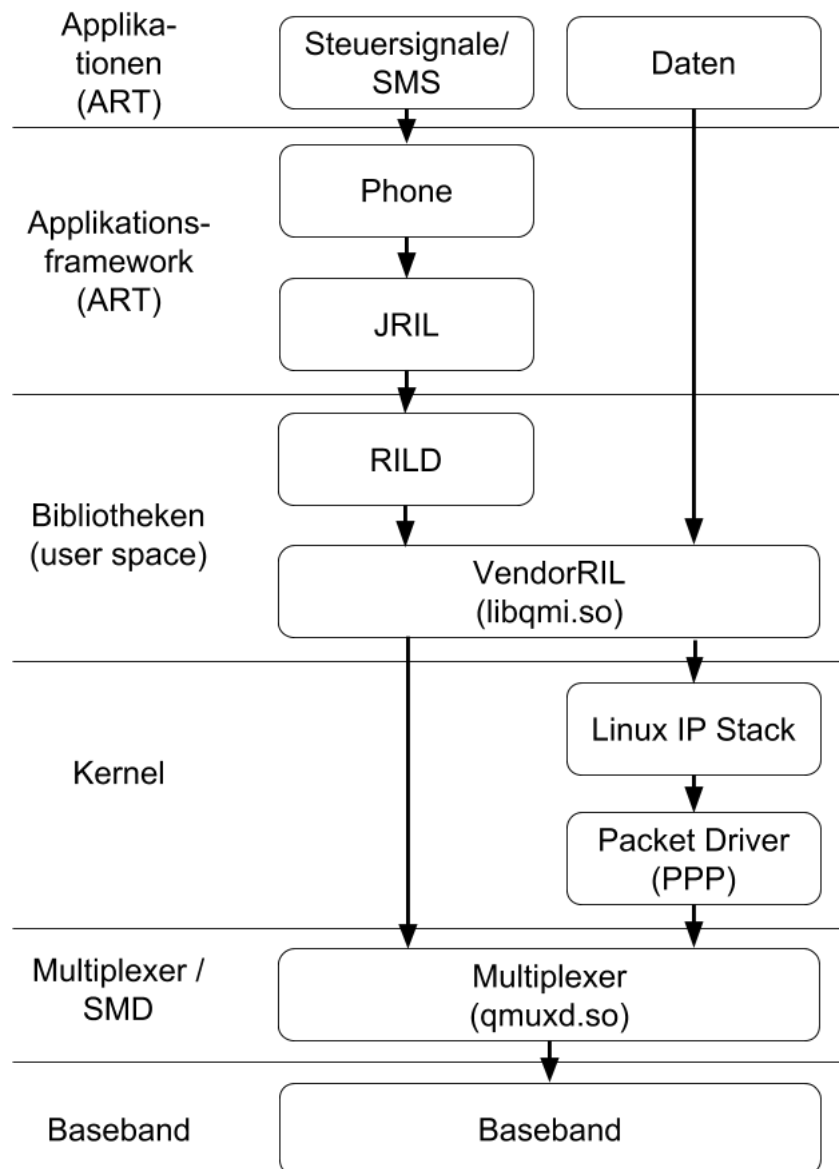 Applika-
tionen
(ART)
Steuersignale/
SMS
Daten
Applikations-
framework
(ART)
Phone
JRIL
Bibliotheken
(user space)
RILD
VendorRIL
(libqmi.so)
Kernel
Linux IP Stack
Packet Driver
(PPP)
Multiplexer /
SMD
Multiplexer
(qmuxd.so)
Baseband
Baseband